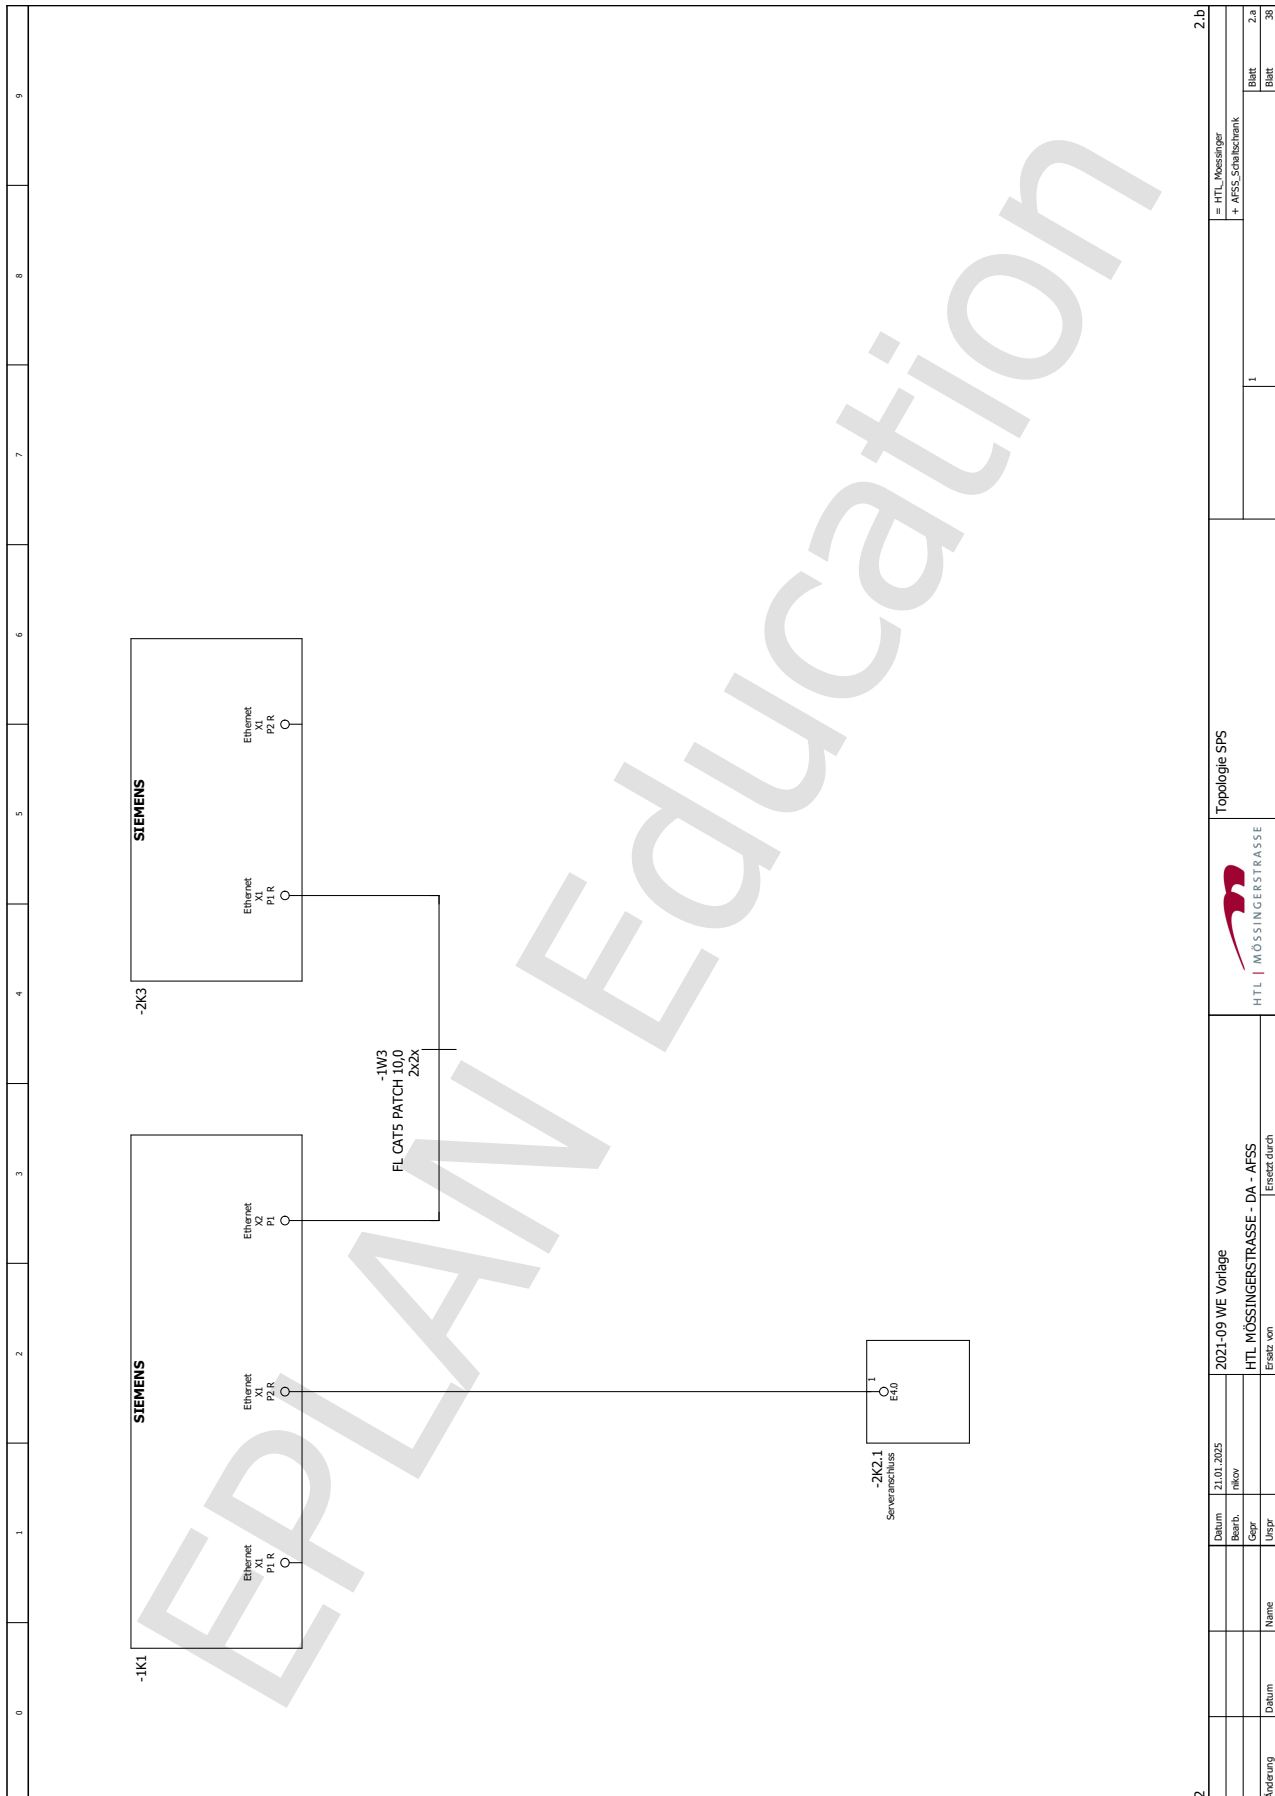 0
1
2
3
4
5
6
7
8
9
-1K1
SIEMENS
Ethernet
X1
P1 R
Ethernet
X1
P2 R
Ethernet
X2
P1
-2K3
SIEMENS
Ethernet
X1
P1 R
Ethernet
X1
P2 R
-1W3
FL CAT5 PATCH 10,0
2x2x
-2K2.1
Serveranschluss
1
E4.0
EPLAN Education
2
2.b
Änderung
Datum
Name
Datum
21.01.2025
Bearb.
nikov
Gepr
Urspr
2021-09 WE Vorlage
HTL MÖSSINGERSTRASSE - DA - AFSS
Ersatz von
Ersetzt durch
HTL | MÖSSINGERSTRASSE
Topologie SPS
1
= HTL_Moessinger
+ AFSS_Schaltschrank
Blatt
2.a
Blatt
38